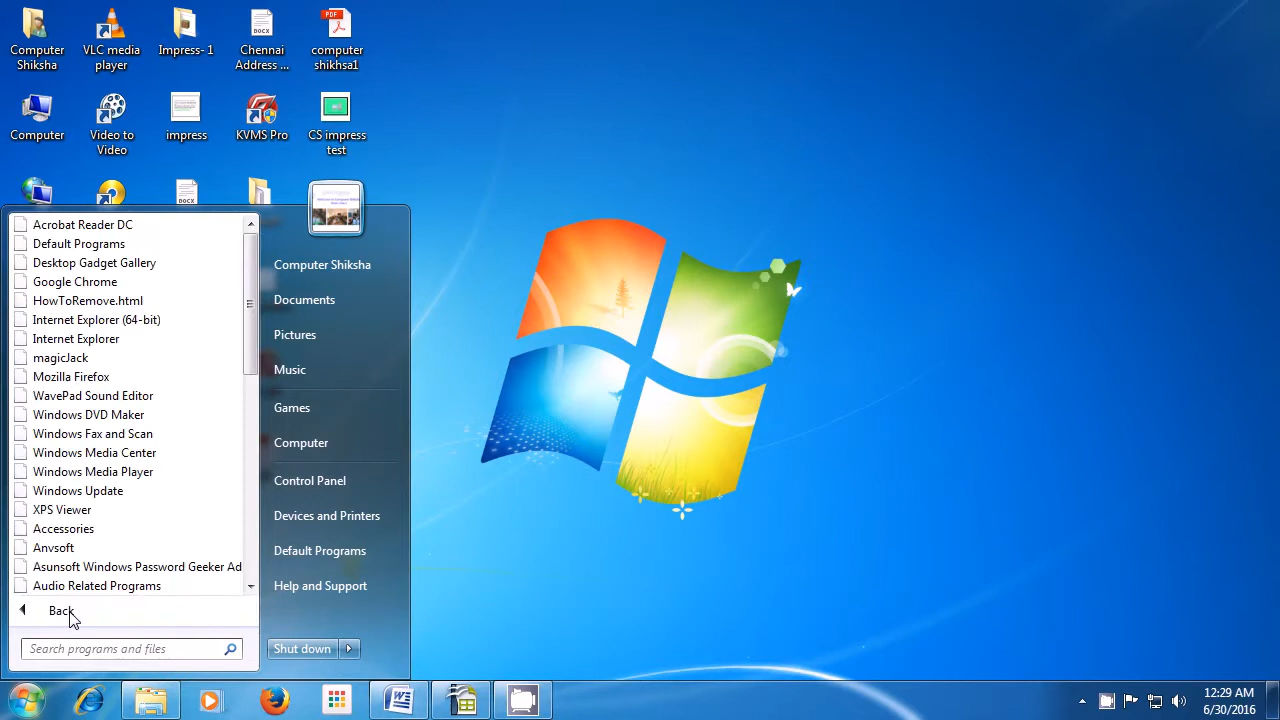 Computer
Shiksha
VLC media
player
Impress- 1
Chennai
Address ...
computer
shikhsa1
Computer
Video to
Video
impress
KVMS Pro
CS impress
test
Acrobat Reader DC
Default Programs
Desktop Gadget Gallery
Google Chrome
HowToRemove.html
Internet Explorer (64-bit)
Internet Explorer
magicJack
Mozilla Firefox
WavePad Sound Editor
Windows DVD Maker
Windows Fax and Scan
Windows Media Center
Windows Media Player
Windows Update
XPS Viewer
Accessories
Anvsoft
Asunsoft Windows Password Geeker Ad
Audio Related Programs
Back
Search programs and files
Computer Shiksha
Documents
Pictures
Music
Games
Computer
Control Panel
Devices and Printers
Default Programs
Help and Support
Shut down
12:29 AM
6/30/2016